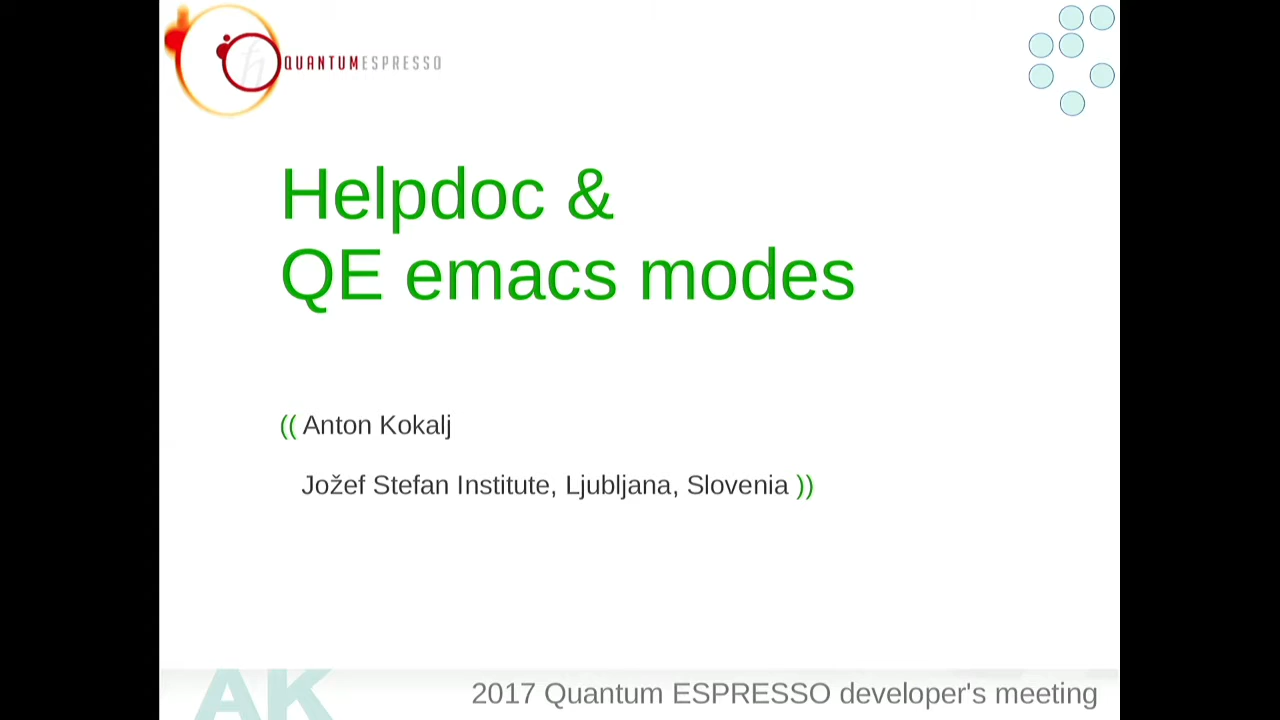 QUANTUMESPRESSO
Helpdoc &
QE emacs modes
(( Anton Kokalj
Jožef Stefan Institute, Ljubljana, Slovenia ))
AK
2017 Quantum ESPRESSO developer's meeting